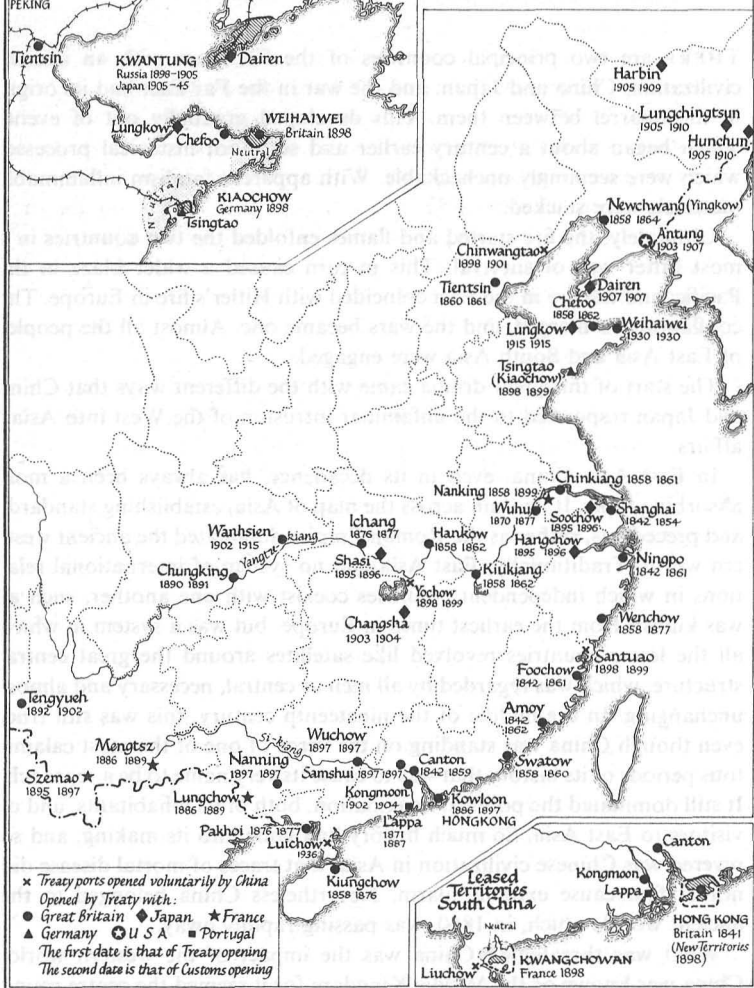 PEKING
Tientsin
KWANTUNG
Russia 1898-1905
Japan 1905 -
Dairen
Lungkow
Chefoo
WEIHAIWEI
Britain 1898
Neutral
Neutral
KIAOCHOW
Germany 1898
Tsingtao
Harbin
1905 1909
Lungchingtsun
1905 1910
Hunchun
1905 1910
Newchwang (Yingkow)
1858 1864
Antung
1903 1907
Chinwangtao
1898 1901
Tientsin
1860 1861
Dairen
1907 1907
Chefoo
1858 1862
Lungkow
1915 1915
Weihaiwei
1930 1930
Tsingtao
(Kiaochow)
1898 1899
Chinkiang 1858 1861
Nanking 1858 1899
Wuhu
1876 1877
Soochow
1895 1896
Shanghai
1842 1854
Hangchow
1895 1896
Ningpo
1842 1861
Wanhsien
1902 1915
Ichang
1876 1877
Hankow
1858 1862
Yangtze
Kiang
Chungking
1890 1891
Shasi
1895 1896
Kiukiang
1858 1862
Yochow
1898 1899
Changsha
1903 1904
Wenchow
1858 1877
Santuao
1898 1899
Foochow
1842 1861
Amoy
1842
1862
Swatow
1858 1860
Tengyueh
1892 1902
Mengtsz
1886 1889
Szemao
1895 1897
Si-kiang
Wuchow
1897 1897
Nanning
1897 1897
Samshui 1897 1897
Canton
1842 1859
Lungchow
1886 1889
Kongmoon
1902 1904
Kowloon
1886 1897
HONGKONG
Lappa
1871
1887
Pakhoi 1876 1877
Luichow
1936
Kiungchow
1858 1876
x Treaty ports opened voluntarily by China
Opened by Treaty with:
Great Britain Japan France
Germany U S A Portugal
The first date is that of Treaty opening
The second date is that of Customs opening
Leased
Territories
South China
Canton
Kongmoon
Lappa
HONG KONG
Britain 1841
(New Territories
1898)
Neutral
KWANGCHOVAN
France 1898
Liuchow